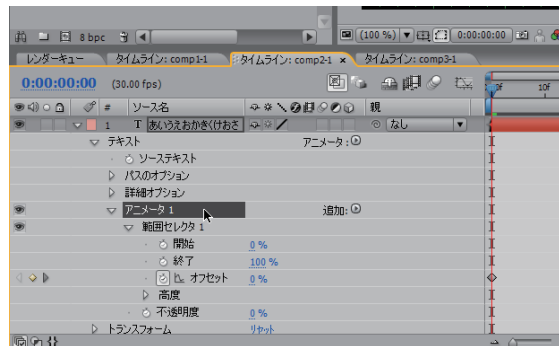 8 bpc
(100 %) 0:00:00:00
レンダーキュー タイムライン: comp1-1 タイムライン: comp2-1 × タイムライン: comp3-1
0:00:00:00 (30.00 fps)
0f 10f
# ソース名 親
1 T あいうえおかき(けおさ なし
テキスト アニメータ:
ソーステキスト
パスのオプション
詳細オプション
アニメータ 1 追加:
範囲セレクタ 1
開始 0 %
終了 100 %
オフセット 0 %
高度
不透明度 0 %
トランスフォーム リセット